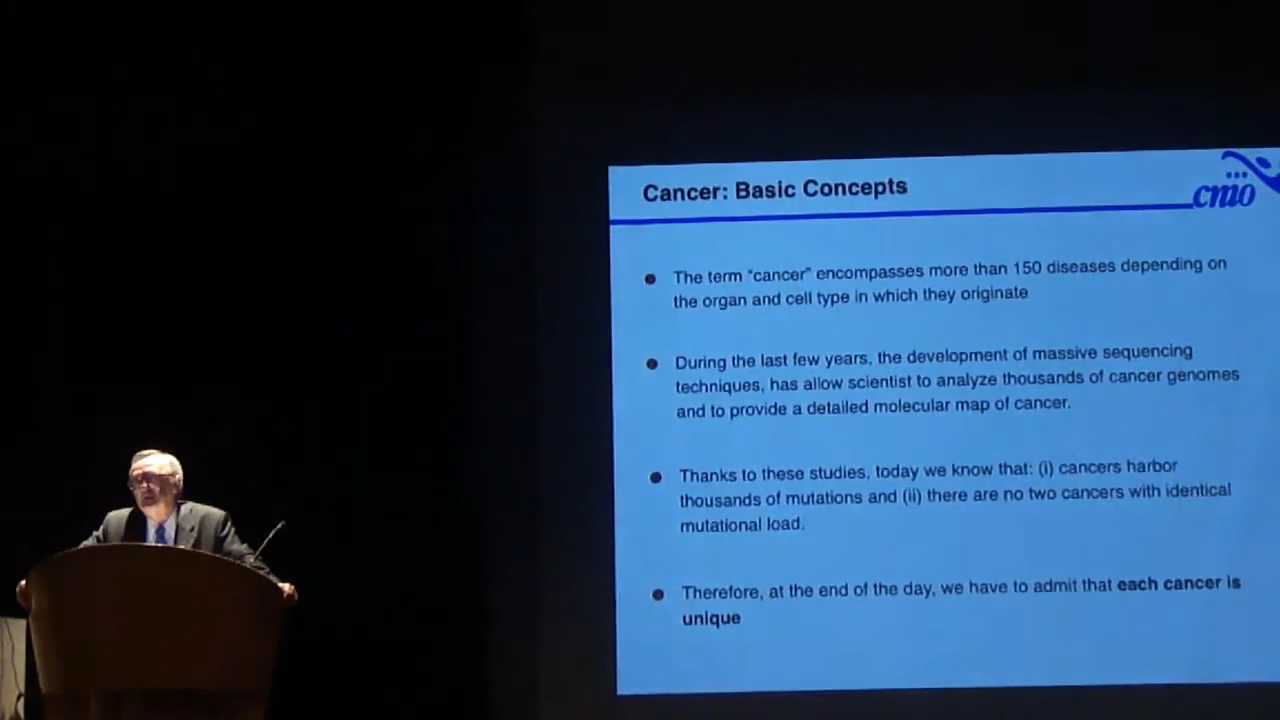 Cancer: Basic Concepts
cnio
The term “cancer” encompasses more than 150 diseases depending on
the organ and cell type in which they originate
During the last few years, the development of massive sequencing
techniques, has allow scientist to analyze thousands of cancer genomes
and to provide a detailed molecular map of cancer.
Thanks to these studies, today we know that: (i) cancers harbor
thousands of mutations and (ii) there are no two cancers with identical
mutational load.
Therefore, at the end of the day, we have to admit that each cancer is
unique